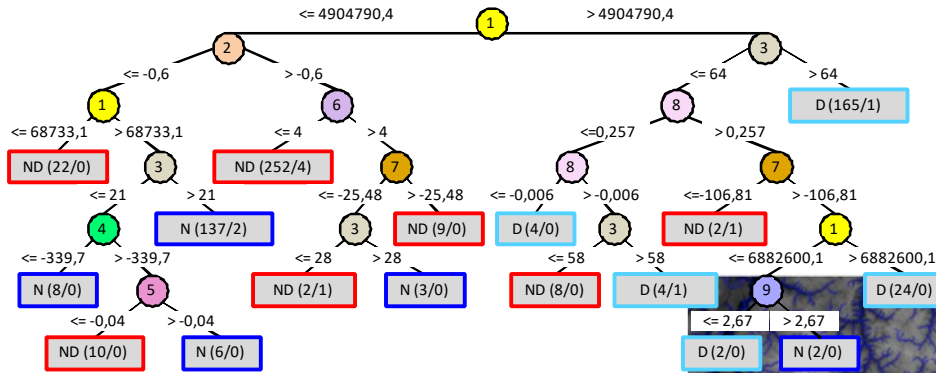 <= 4904790,4 1 > 4904790,4
2 3
<= -0,6 > -0,6 <= 64 > 64
1 6 8 D (165/1)
<= 68733,1 > 68733,1 <= 4 > 4 <=0,257 > 0,257
ND (22/0) 3 ND (252/4) 7 8 7
<= 21 > 21 <=-25,48 > -25,48 <= -0,006 > -0,006 <=-106,81 > -106,81
4 N (137/2) 3 ND (9/0) D (4/0) 3 ND (2/1) 1
<= -339,7 > -339,7 <= 28 > 28 <= 58 > 58 <= 6882600,1 > 6882600,1
N (8/0) 5 ND (2/1) N (3/0) ND (8/0) D (4/1) 9 D (24/0)
<= -0,04 > -0,04 <= 2,67 > 2,67
ND (10/0) N (6/0) D (2/0) N (2/0)